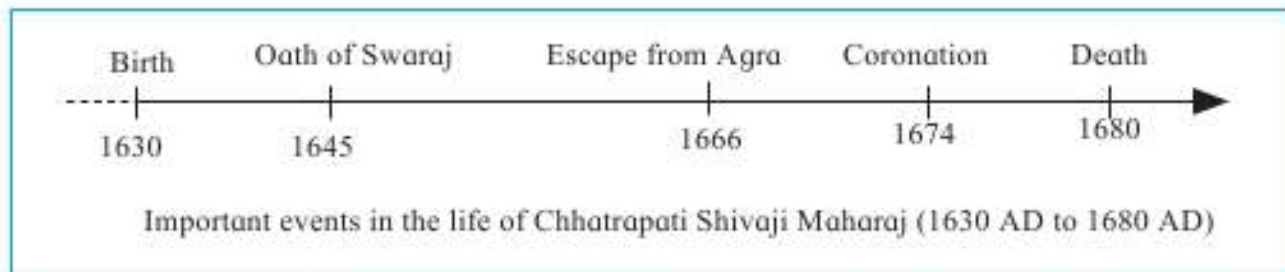 Birth Oath of Swaraj Escape from Agra Coronation Death
1630 1645 1666 1674 1680
Important events in the life of Chhatrapati Shivaji Maharaj (1630 AD to 1680 AD)